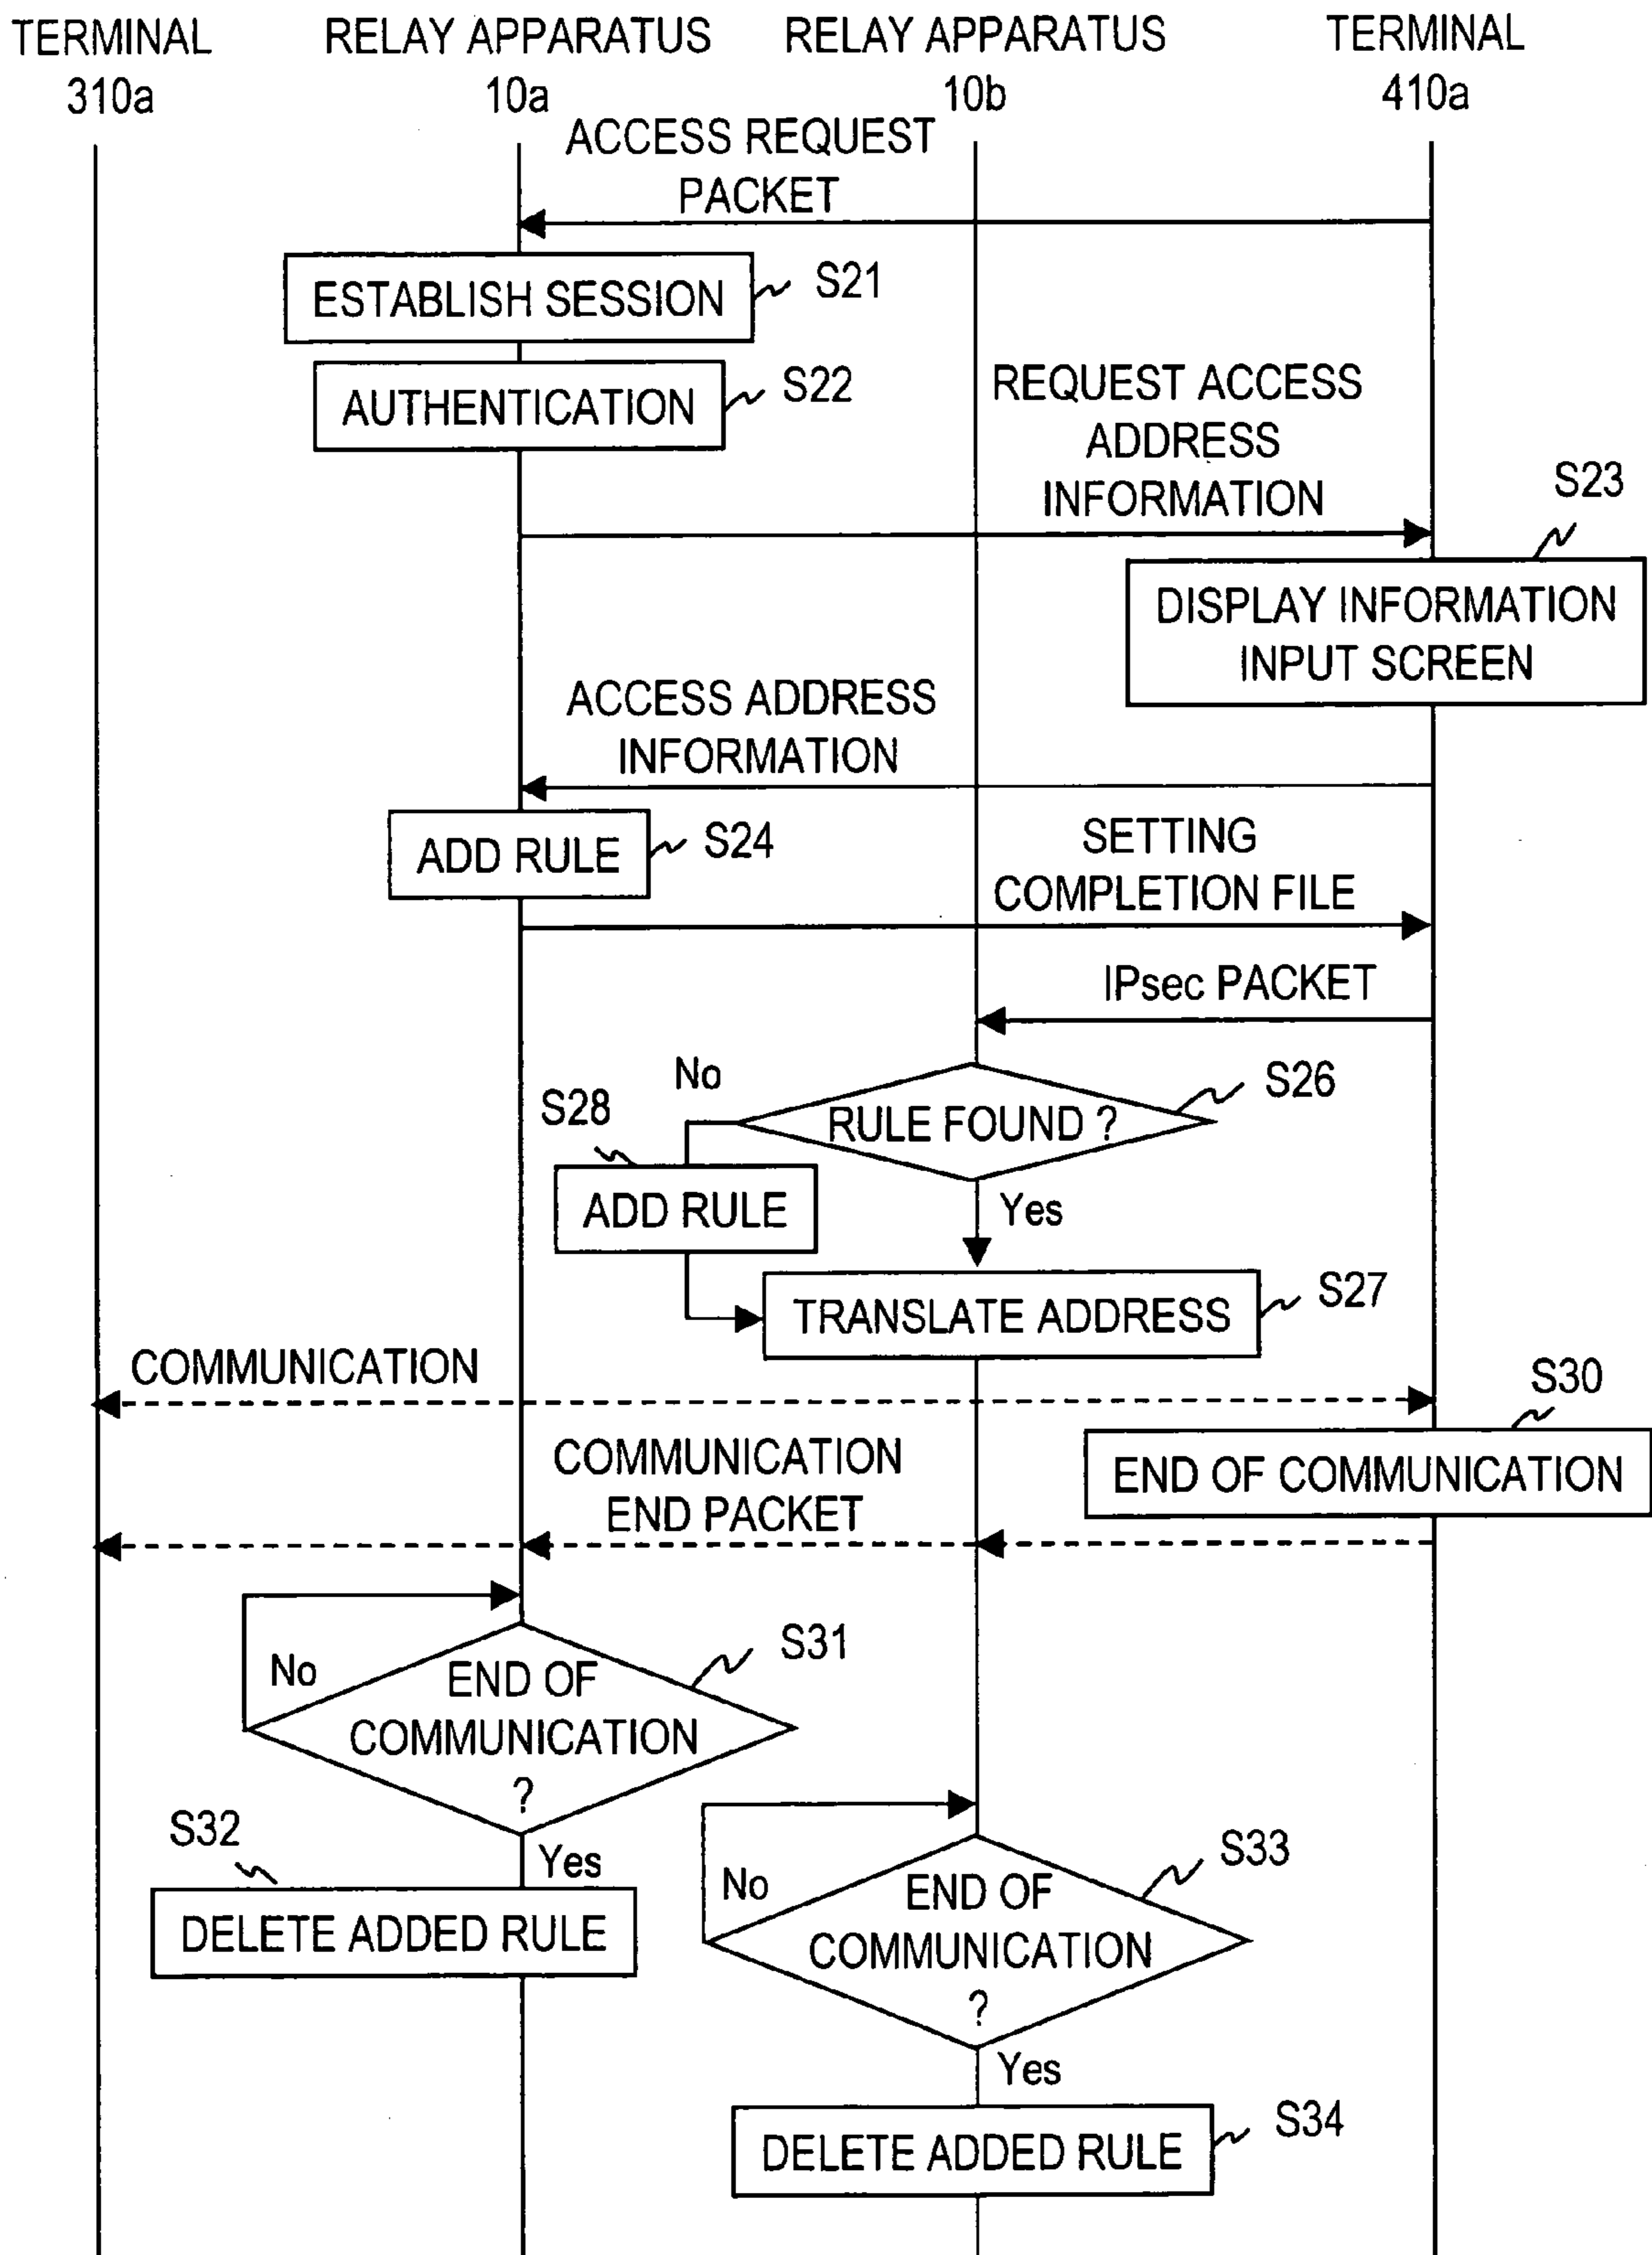 TERMINAL
310a
RELAY APPARATUS
10a
RELAY APPARATUS
10b
TERMINAL
410a
ACCESS REQUEST
PACKET
ESTABLISH SESSION
S21
AUTHENTICATION
S22
REQUEST ACCESS
ADDRESS
INFORMATION
S23
DISPLAY INFORMATION
INPUT SCREEN
ACCESS ADDRESS
INFORMATION
ADD RULE
S24
SETTING
COMPLETION FILE
IPsec PACKET
No
RULE FOUND ?
S26
S28
ADD RULE
Yes
TRANSLATE ADDRESS
S27
COMMUNICATION
S30
END OF COMMUNICATION
COMMUNICATION
END PACKET
No
END OF
COMMUNICATION
?
S31
S32
Yes
DELETE ADDED RULE
No
END OF
COMMUNICATION
?
S33
Yes
DELETE ADDED RULE
S34